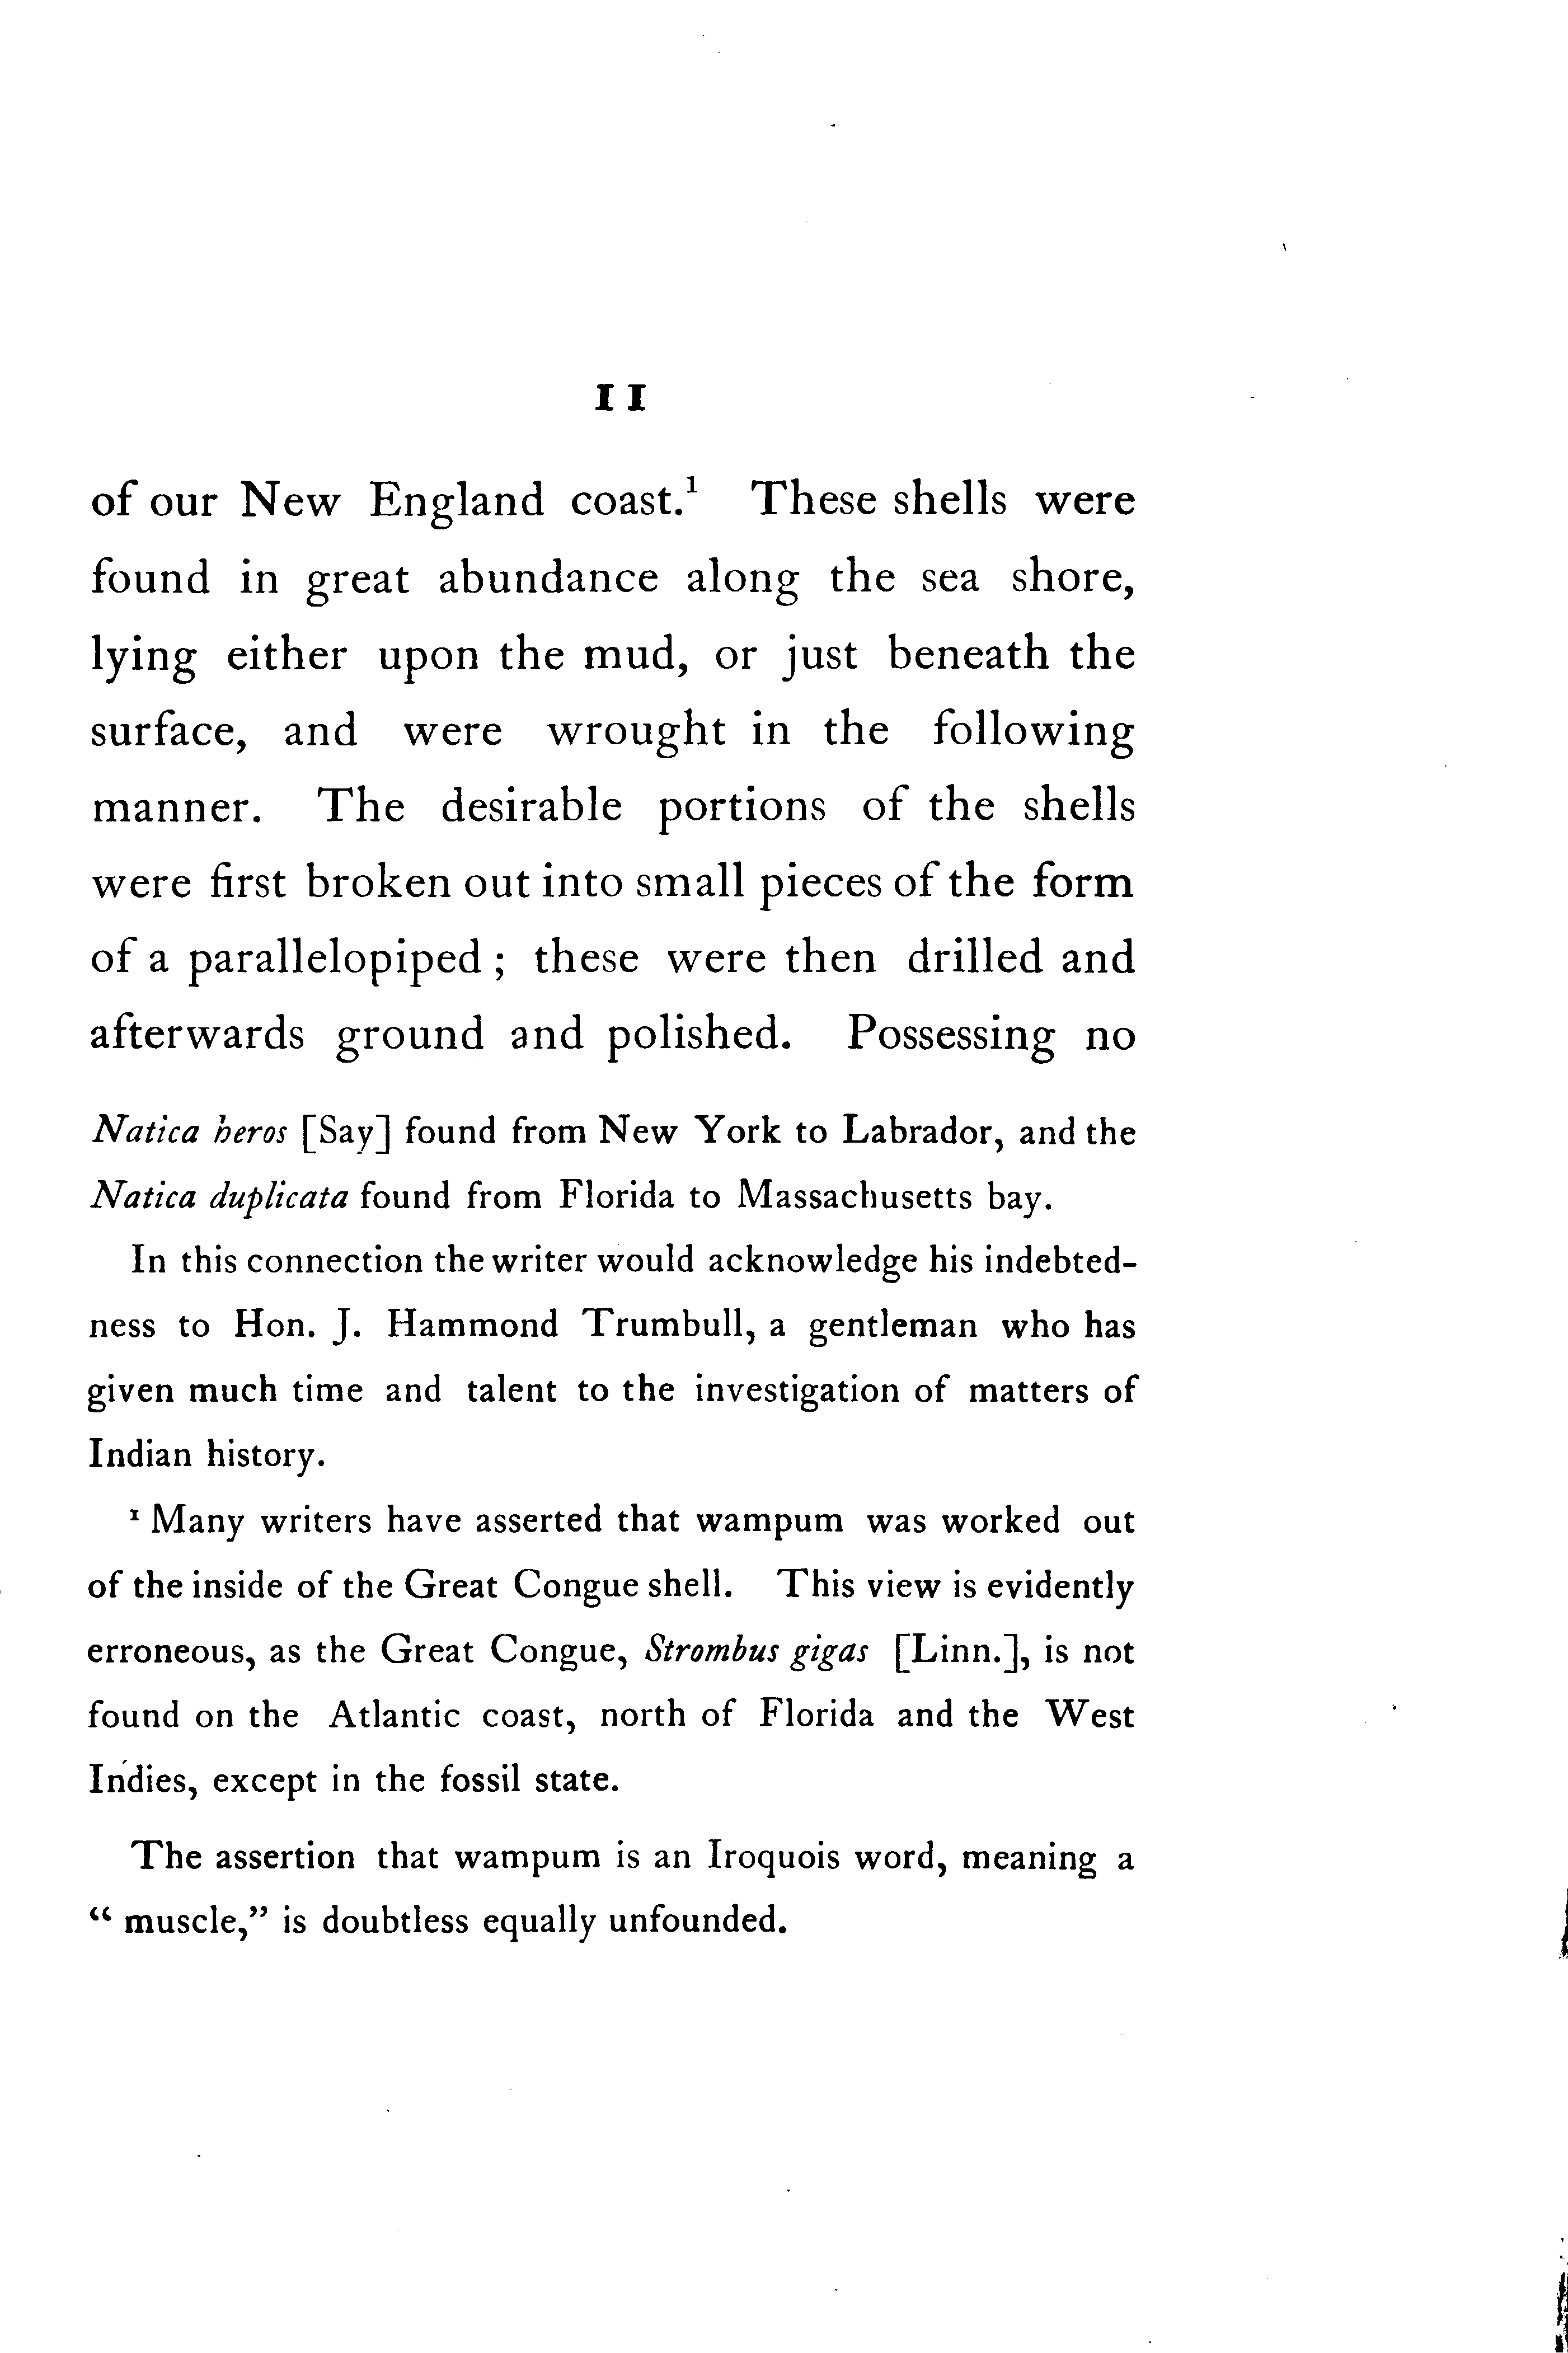 11
of our New England coast.¹ These shells were
found in great abundance along the sea shore,
lying either upon the mud, or just beneath the
surface, and were wrought in the following
manner. The desirable portions of the shells
were first broken out into small pieces of the form
of a parallelopiped ; these were then drilled and
afterwards ground and polished. Possessing no
Natica heros [Say] found from New York to Labrador, and the
Natica duplicata found from Florida to Massachusetts bay.
In this connection the writer would acknowledge his indebted-
ness to Hon. J. Hammond Trumbull, a gentleman who has
given much time and talent to the investigation of matters of
Indian history.
¹ Many writers have asserted that wampum was worked out
of the inside of the Great Congue shell. This view is evidently
erroneous, as the Great Congue, Strombus gigas [Linn.], is not
found on the Atlantic coast, north of Florida and the West
Indies, except in the fossil state.
The assertion that wampum is an Iroquois word, meaning a
“ muscle,” is doubtless equally unfounded.